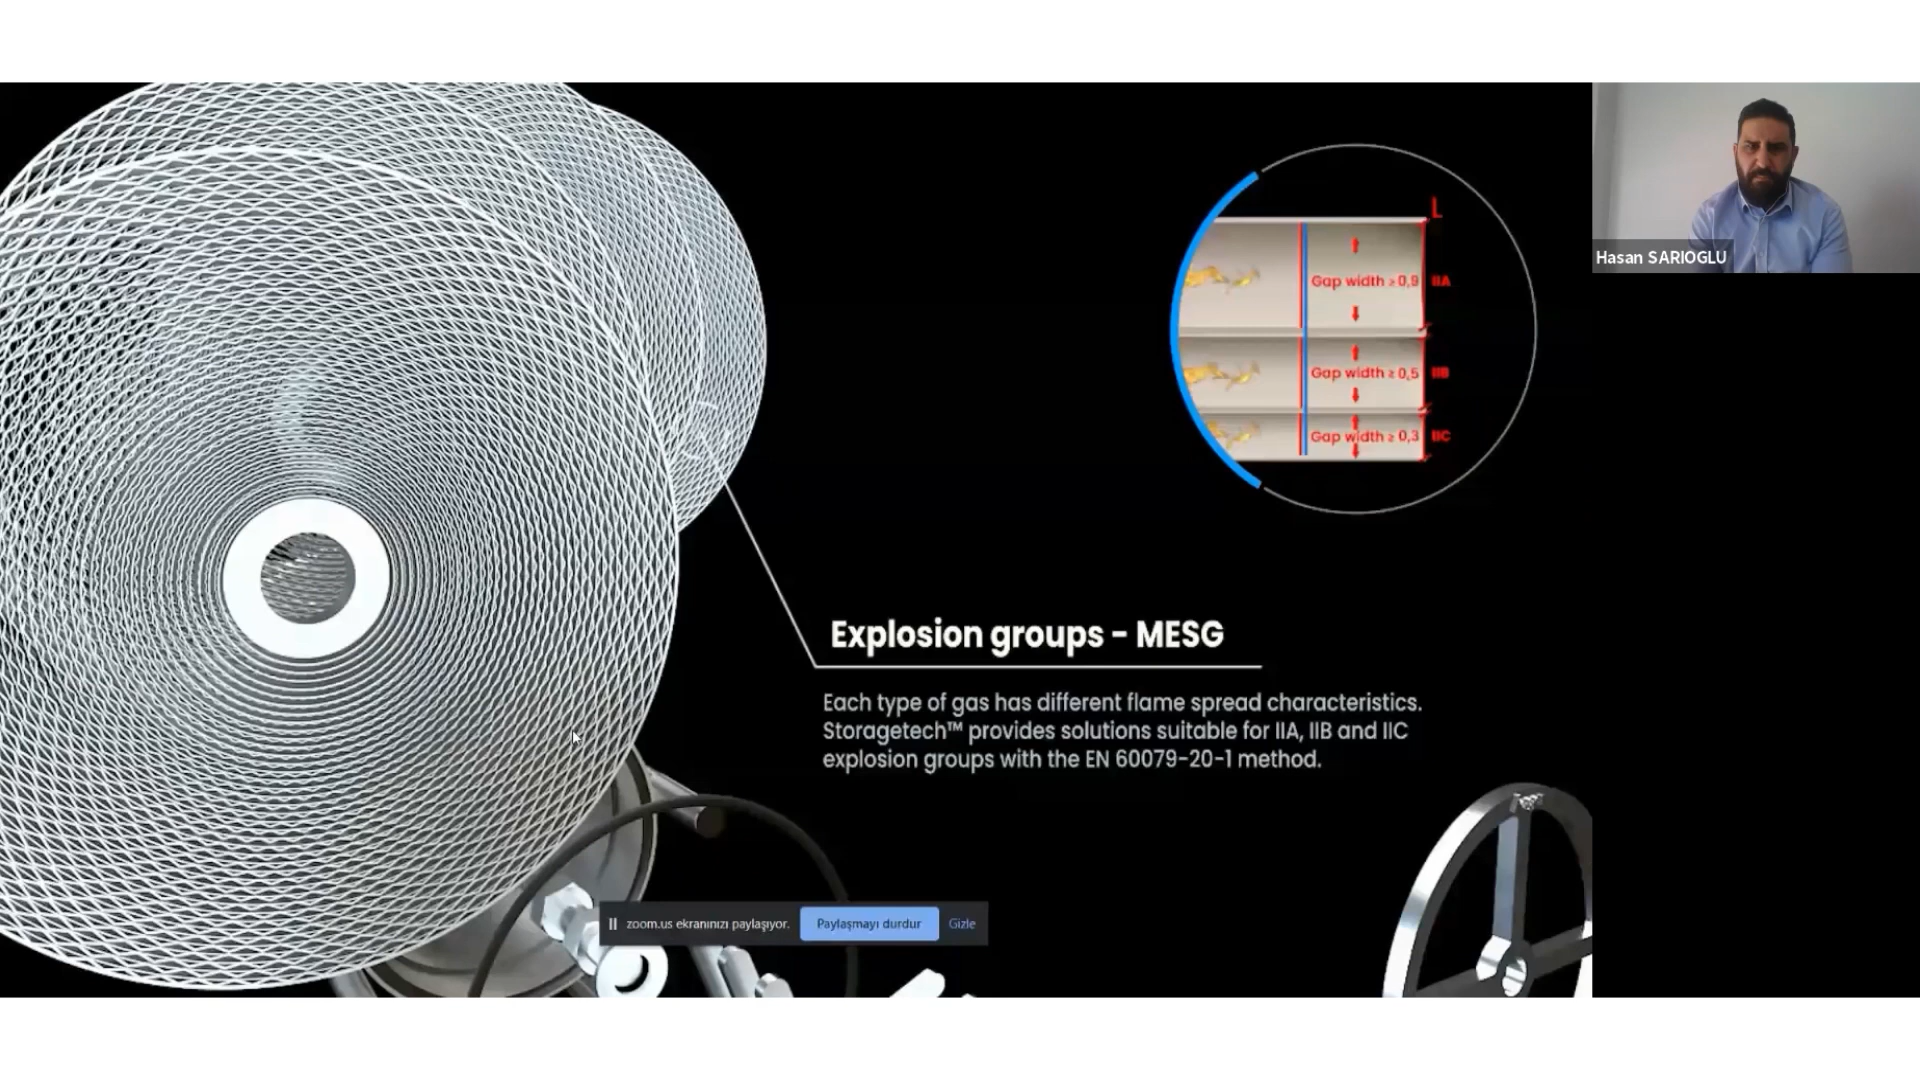 L
Gap width ≥ 0,9 IIA
Gap width ≥ 0,5 IIB
Gap width ≥ 0,3 IIC
Hasan SARIOGLU
Explosion groups - MESG
Each type of gas has different flame spread characteristics.
Storagetech™ provides solutions suitable for IIA, IIB and IIC
explosion groups with the EN 60079-20-1 method.
zoom.us ekranınızı paylaşıyor. Paylaşmayı durdur Gizle